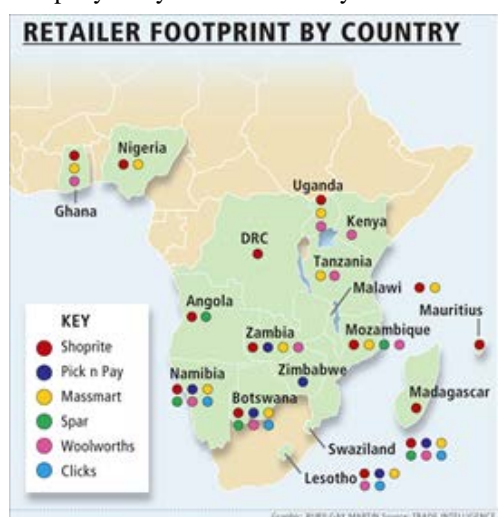 RETAILER FOOTPRINT BY COUNTRY
Nigeria
Ghana
Uganda
Kenya
DRC
Tanzania
Malawi
Angola
Mauritius
Zambia
Mozambique
Namibia
Zimbabwe
Botswana
Madagascar
Swaziland
Lesotho
KEY
Shoprite
Pick n Pay
Massmart
Spar
Woolworths
Clicks